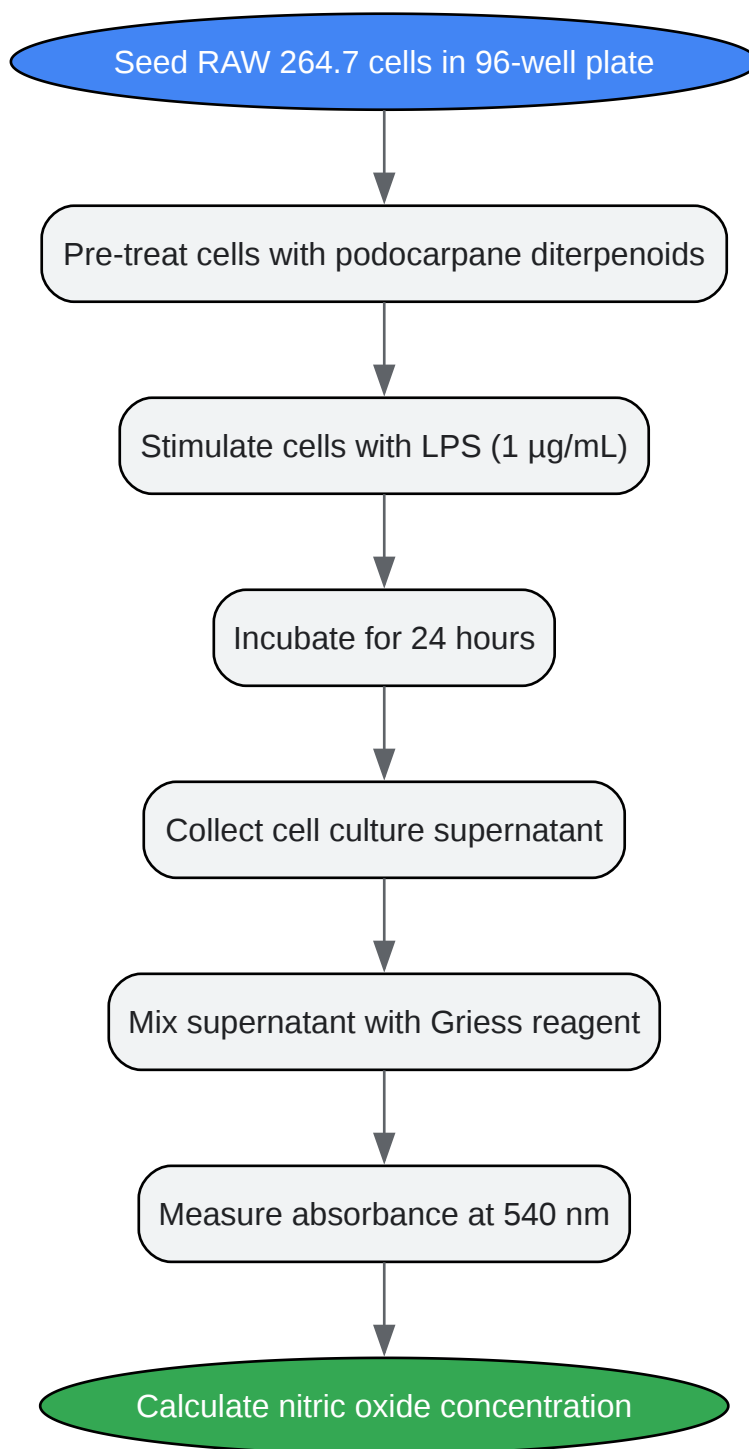 Seed RAW 264.7 cells in 96-well plate
Pre-treat cells with podocarpane diterpenoids
Stimulate cells with LPS (1 µg/mL)
Incubate for 24 hours
Collect cell culture supernatant
Mix supernatant with Griess reagent
Measure absorbance at 540 nm
Calculate nitric oxide concentration